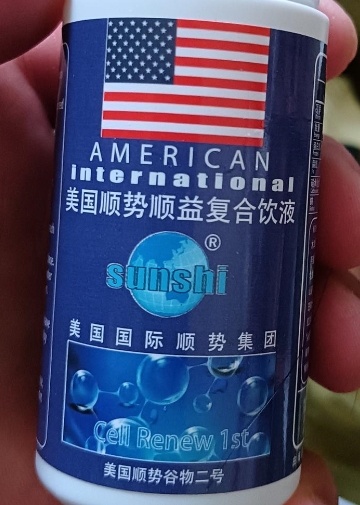 AMERICAN
International
美国顺势顺益复合饮液
®
sunshi
美国国际顺势集团
Cell Renew 1st
美国顺势谷物二号